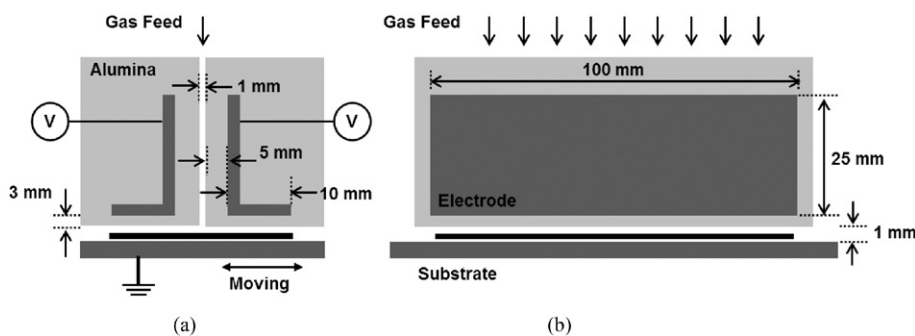 Gas Feed
Alumina
1 mm
V
V
5 mm
3 mm
10 mm
Moving
(a)
Gas Feed
100 mm
25 mm
Electrode
1 mm
Substrate
(b)